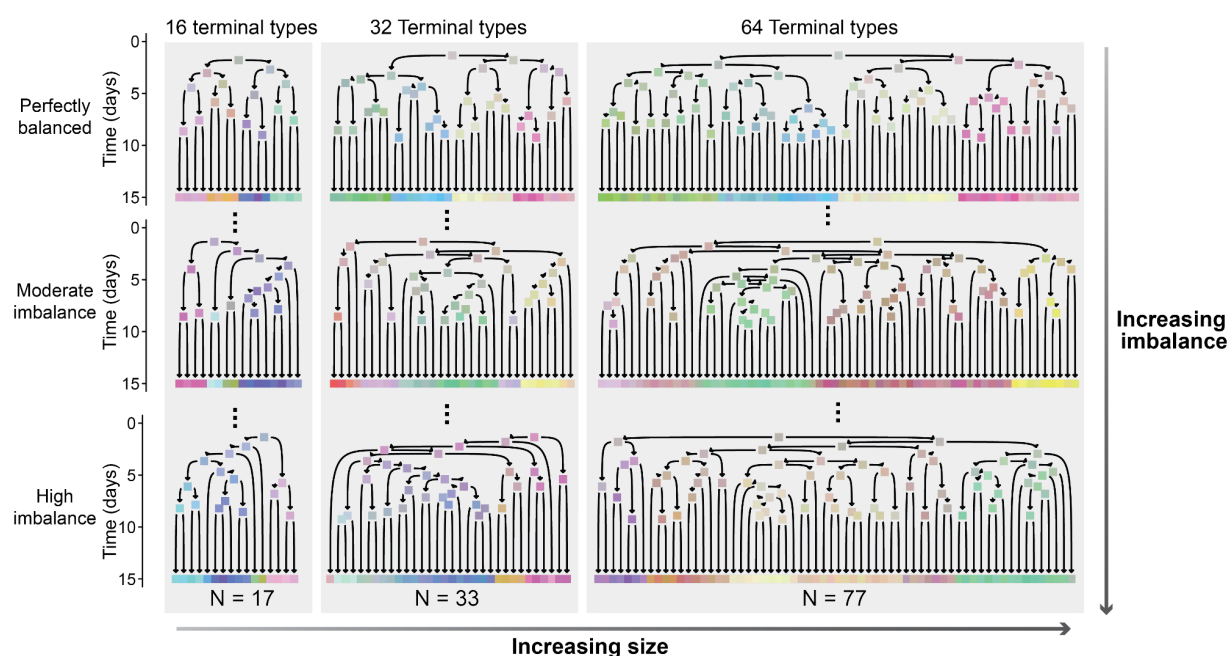 16 terminal types
32 Terminal types
64 Terminal types
Perfectly
balanced
Time (days)
0
5
10
15
Moderate
imbalance
Time (days)
0
5
10
15
High
imbalance
Time (days)
0
5
10
15
N = 17
N = 33
N = 77
Increasing
imbalance
Increasing size